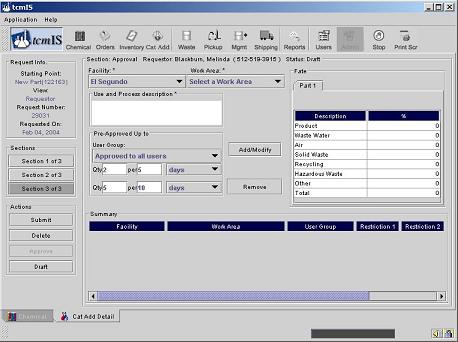 tcmIS
Application Help
tcmIS Chemical Orders Inventory Cat Add Waste Pickup Mgmt Shipping Reports Users Admin Stop Print Scr
Request Info.
Starting Point:
New Part(122163)
View:
Requestor
Request Number:
29031
Requested On:
Feb 04, 2004
Sections
Section 1 of 3
Section 2 of 3
Section 3 of 3
Actions
Submit
Delete
Approve
Draft
Section: Approval Requestor: Blackburn, Melinda ( 512-519-3915 ) Status: Draft
Facility: * Work Area: *
El Segundo Select a Work Area
Use and Process description *
Pre-Approved Up to
User Group:
Approved to all users
Qty 2 per 5 days
Qty 5 per 10 days
Add/Modify
Remove
Fate
Part 1
Description %
Product 0
Waste Water 0
Air 0
Solid Waste 0
Recycling 0
Hazardous Waste 0
Other 0
Total 0
Summary
Facility Work Area User Group Restriction 1 Restriction 2
Chemical Cat Add Detail